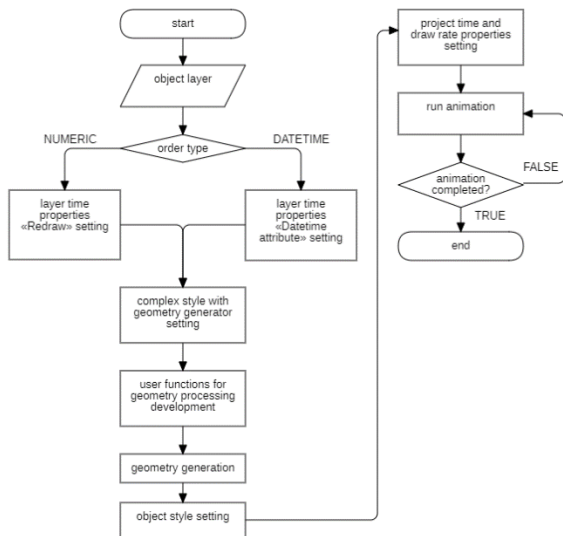 start
object layer
NUMERIC
order type
DATETIME
layer time
properties
«Redraw» setting
layer time
properties
«Datetime
attribute» setting
complex style with
geometry generator
setting
user functions for
geometry processing
development
geometry generation
object style setting
project time and
draw rate properties
setting
run animation
animation
completed?
FALSE
TRUE
end